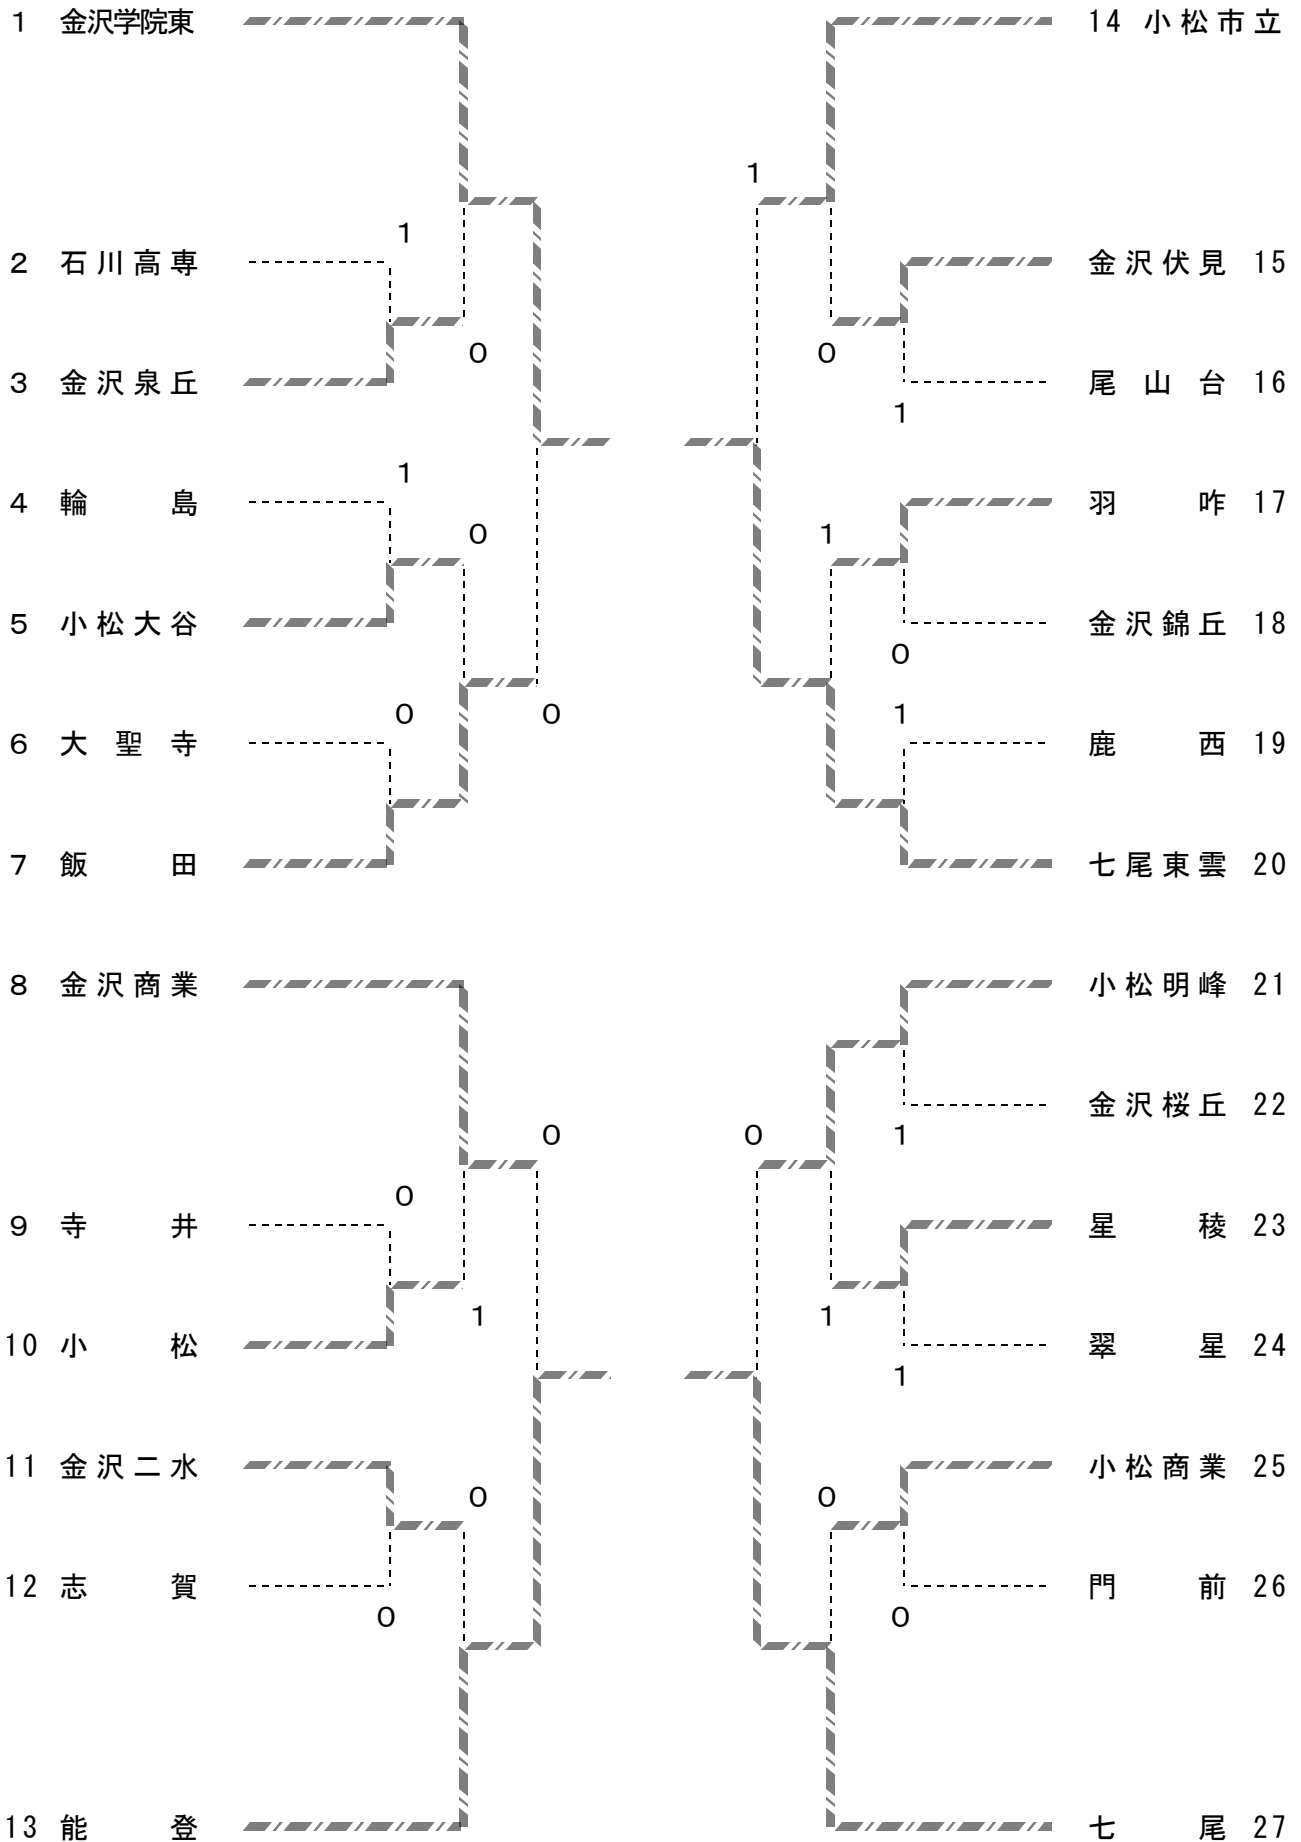 1 金沢学院東
14 小松市立
1
1
2 石川高専
金沢伏見 15
0
0
3 金沢泉丘
尾山台 16
1
1
4 輪島
羽咋 17
0
1
5 小松大谷
金沢錦丘 18
0
0
0
1
6 大聖寺
鹿西 19
7 飯田
七尾東雲 20
8 金沢商業
小松明峰 21
金沢桜丘 22
0
0
1
0
9 寺井
星稜 23
1
1
10 小松
翠星 24
1
11 金沢二水
小松商業 25
0
0
12 志賀
門前 26
0
0
13 能登
七尾 27